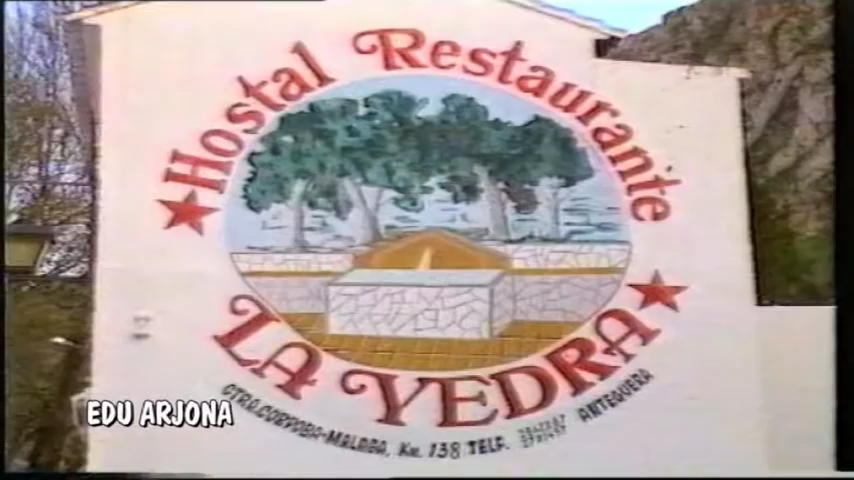 Hostal Restaurante
LA YEDRA
CTRA. CORDOBA-MALAGA, Km. 138 TELF. ANTEQUERA
EDU ARJONA